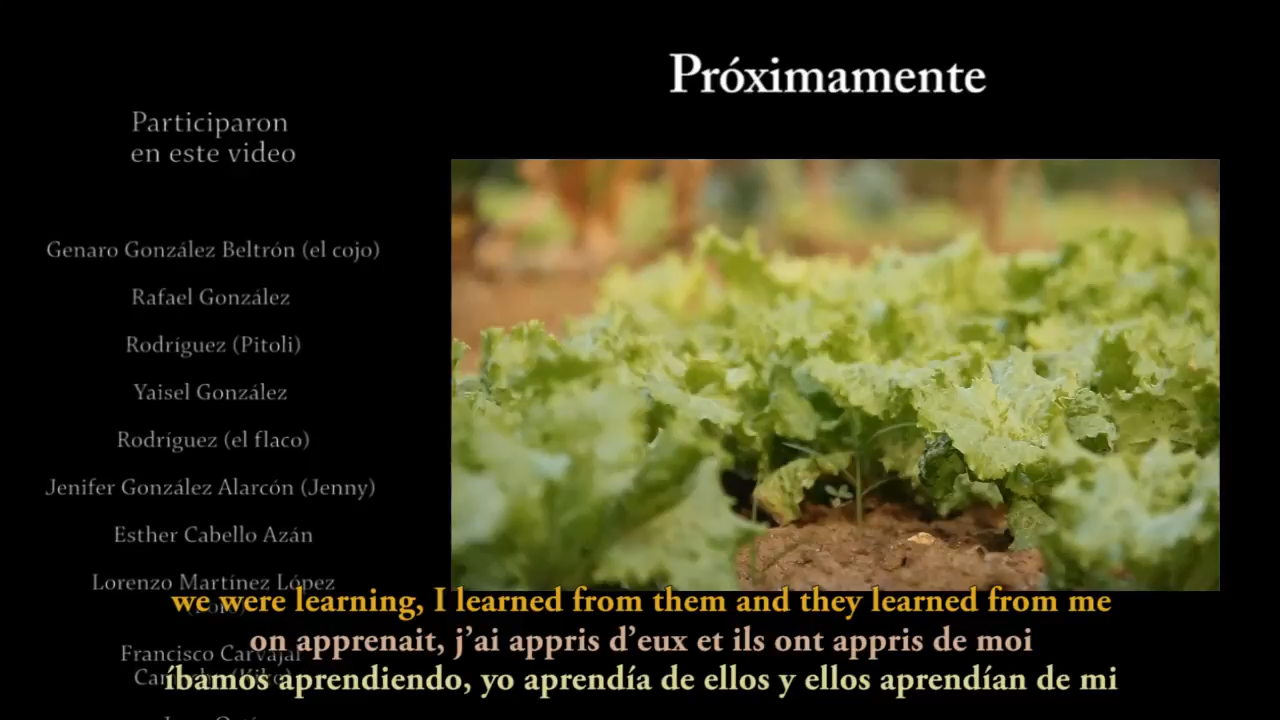 Próximamente
Participaron
en este video
Genaro González Beltrón (el cojo)
Rafael González
Rodríguez (Pitoli)
Yaisel González
Rodríguez (el flaco)
Jenifer González Alarcón (Jenny)
Esther Cabello Azán
Lorenzo Martínez López
Francisco Carvajal
we were learning, I learned from them and they learned from me
on apprenait, j'ai appris d'eux et ils ont appris de moi
íbamos aprendiendo, yo aprendía de ellos y ellos aprendían de mi